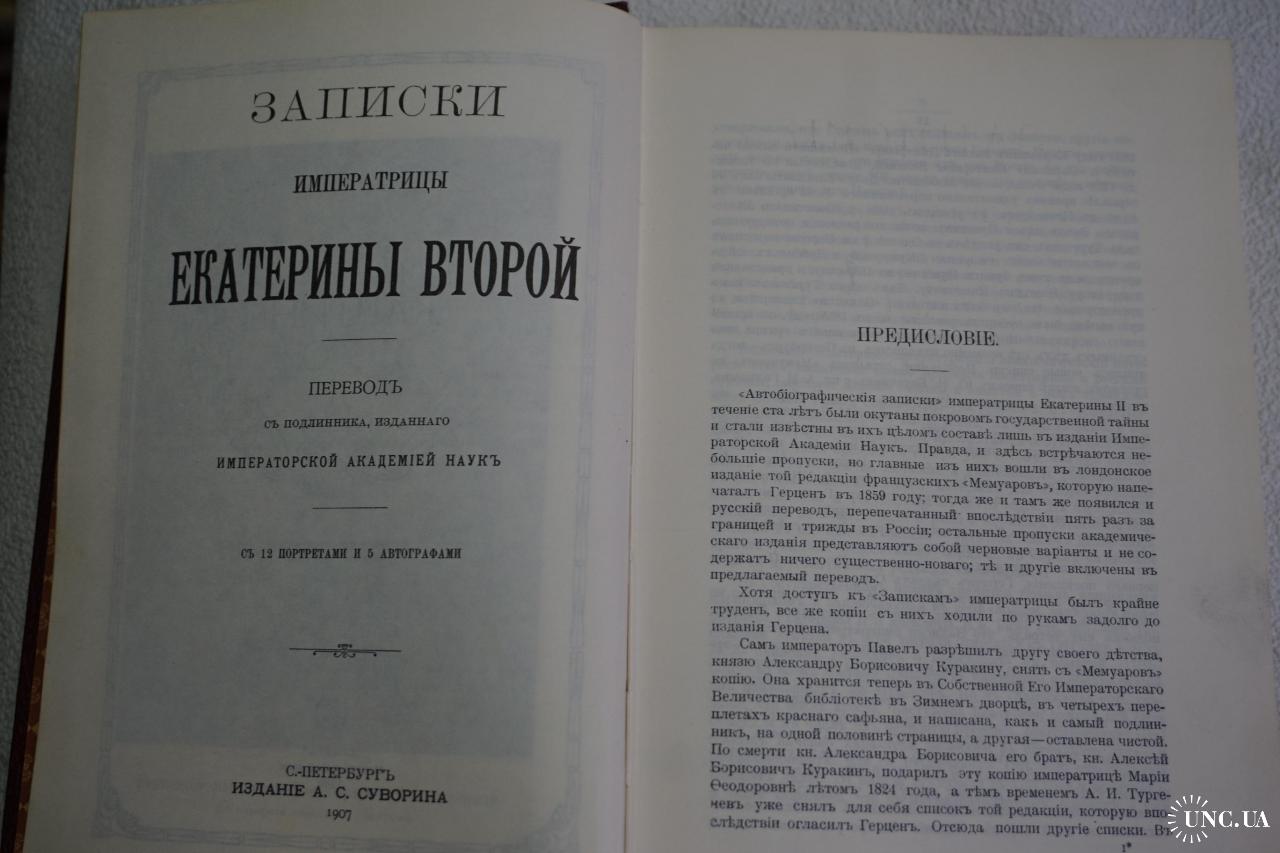 ЗАПИСКИ
ИМПЕРАТРИЦЫ
ЕКАТЕРИНЫ ВТОРОЙ
ПЕРЕВОДЪ
СЪ ПОДЛИННИКА, ИЗДАННАГО
ИМПЕРАТОРСКОЙ АКАДЕМІЕЙ НАУКЪ
СЪ 12 ПОРТРЕТАМИ И 5 АВТОГРАФАМИ
С.-ПЕТЕРБУРГЪ
ИЗДАНІЕ А. С. СУВОРИНА
1907
ПРЕДИСЛОВІЕ.
«Автобіографическія записки» императрицы Екатерины II въ
теченіе ста лѣтъ были окутаны покровомъ государственной тайны
и стали извѣстны въ ихъ цѣломъ составѣ лишь въ изданіи Импе-
раторской Академіи Наукъ. Правда, и здѣсь встрѣчаются не-
большіе пропуски, но главные изъ нихъ вошли въ лондонское
изданіе той редакціи французскихъ «Мемуаровъ», которую напе-
чаталъ Герценъ въ 1859 году; тогда же и тамъ же появился и
русскій переводъ, перепечатанный впослѣдствіи пять разъ за
границей и трижды въ Россіи; остальные пропуски академиче-
скаго изданія представляютъ собой черновые варіанты и не со-
держатъ ничего существенно-новаго; тѣ и другіе включены въ
предлагаемый переводъ.
Хотя доступъ къ «Запискамъ» императрицы былъ крайне
труденъ, все же копіи съ нихъ ходили по рукамъ задолго до
изданія Герцена.
Самъ императоръ Павелъ разрѣшилъ другу своего дѣтства,
князю Александру Борисовичу Куракину, снять съ «Мемуаровъ»
копію. Она хранится теперь въ Собственной Его Императорскаго
Величества библіотекѣ въ Зимнемъ дворцѣ, въ четырехъ пере-
плетахъ краснаго сафьяна, и написана, какъ и самый подлин-
никъ, на одной половинѣ страницы, а другая—оставлена чистой.
По смерти кн. Александра Борисовича его братъ, кн. Алексѣй
Борисовичъ Куракинъ, подарилъ эту копію императрицѣ Маріи
Ѳеодоровнѣ лѣтомъ 1824 года, а тѣмъ временемъ А. И. Турге-
невъ уже снялъ для себя списокъ той редакціи, которую впо-
слѣдствіи огласилъ Герценъ. Отсюда пошли другіе списки. Въ
1*
UNC.UA